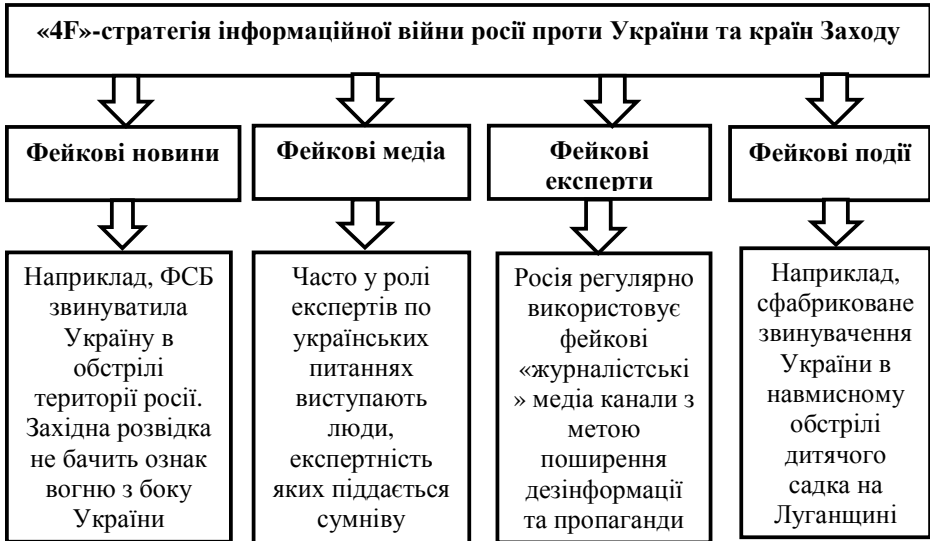 «4F»-стратегія інформаційної війни росії проти України та країн Заходу
Фейкові новини
Фейкові медіа
Фейкові
експерти
Фейкові події
Наприклад, ФСБ
звинуватила
Україну в
обстрілі
території росії.
Західна розвідка
не бачить ознак
вогню з боку
України
Часто у ролі
експертів по
українських
питаннях
виступають
люди,
експертність
яких піддається
сумніву
Росія регулярно
використовує
фейкові
«журналістські
» медіа канали з
метою
поширення
дезінформації
та пропаганди
Наприклад,
сфабриковане
звинувачення
України в
навмисному
обстрілі
дитячого
садка на
Луганщині